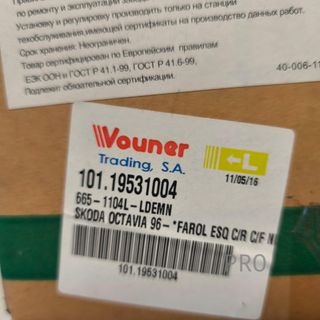 по ремонту и эксплуатации
Установку и регулировку производить только на станции
техобслуживания имеющей сертификаты на производство данных работ.
Срок хранения: Неограничен.
Товар сертифицирован по Европейским правилам
ЕЭК ООН и ГОСТ Р 41.1-99, ГОСТ Р 41.6-99,
Подлежит обязательной сертификации.
40-006-11
Vouner
Trading, S.A.
L
11/05/16
101.19531004
665-1104L-LDEMN
SKODA OCTAVIA 96-*FAROL ESQ C/R C/F
101.19531004
PRO